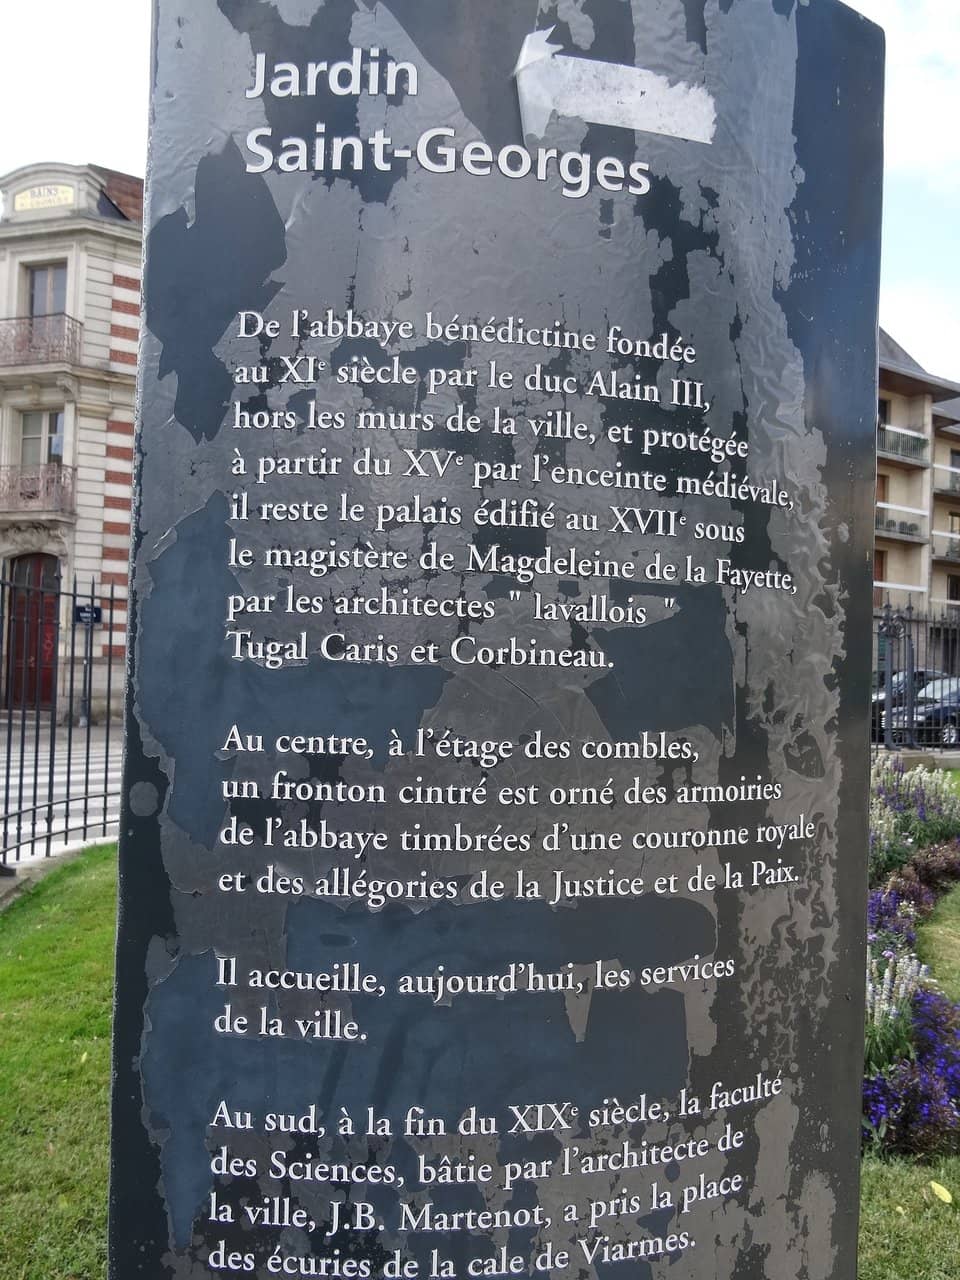 Jardin
Saint-Georges
De l'abbaye bénédictine fondée
au XIe siècle par le duc Alain III,
hors les murs de la ville, et protégée
à partir du XVe par l'enceinte médiévale,
il reste le palais édifié au XVIIe sous
le magistère de Magdeleine de la Fayette,
par les architectes " lavallois "
Tugal Caris et Corbineau.
Au centre, à l'étage des combles,
un fronton cintré est orné des armoiries
de l'abbaye timbrées d'une couronne royale
et des allégories de la Justice et de la Paix.
Il accueille, aujourd'hui, les services
de la ville.
Au sud, à la fin du XIXe siècle, la faculté
des Sciences, bâtie par l'architecte de
la ville, J.B. Martenot, a pris la place
des écuries de la cale de Viarmes.
BAINS